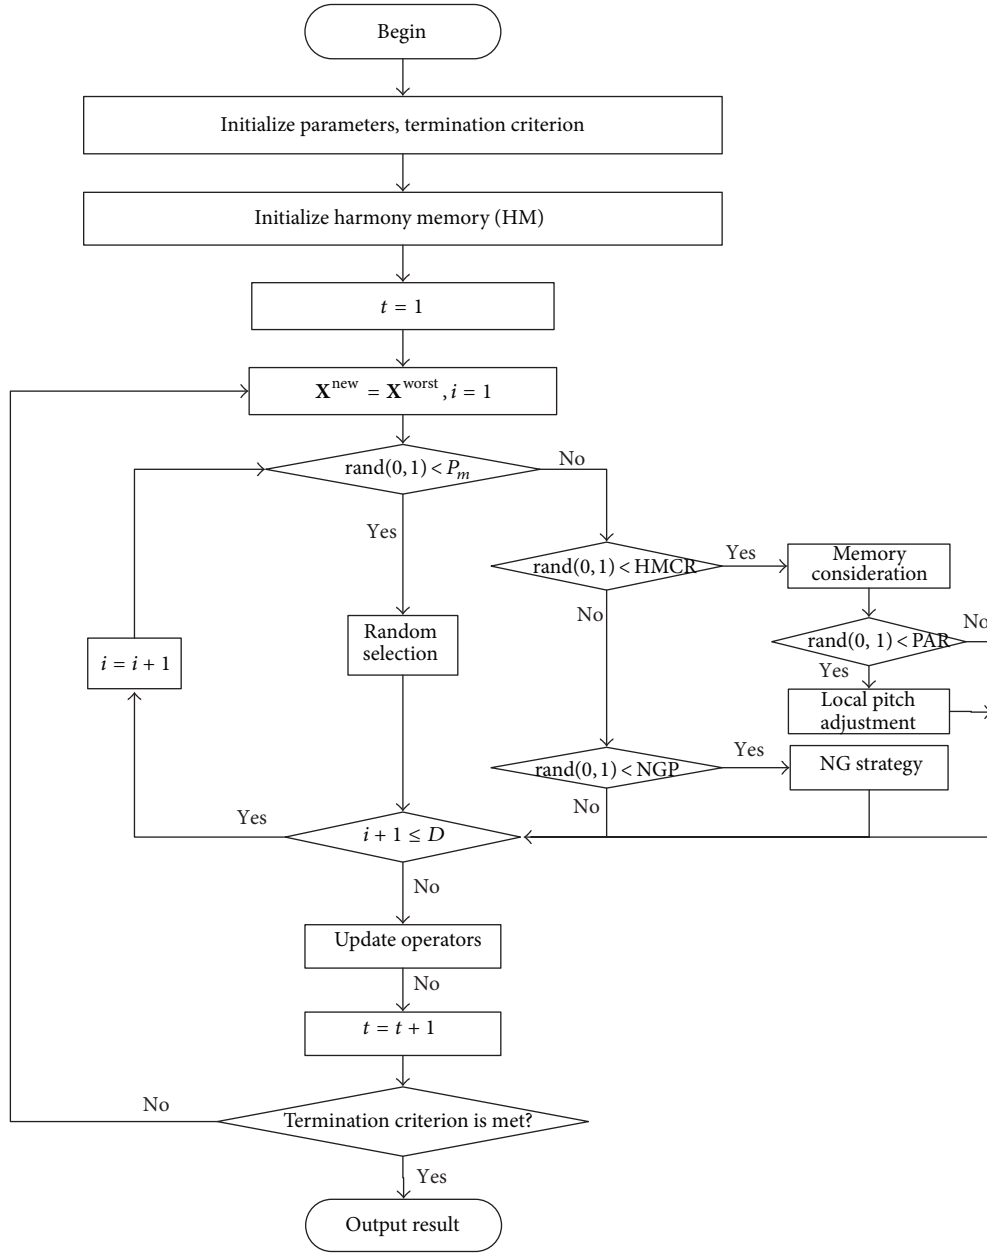 Begin
Initialize parameters, termination criterion
Initialize harmony memory (HM)
t = 1
X^new = X^worst, i = 1
rand(0, 1) < P_m
No
Yes
rand(0, 1) < HMCR
Yes
Memory
consideration
No
Random
selection
rand(0, 1) < PAR
No
i = i + 1
Yes
Local pitch
adjustment
rand(0, 1) < NGP
Yes
NG strategy
No
Yes
i + 1 ≤ D
No
Update operators
No
t = t + 1
No
Termination criterion is met?
Yes
Output result